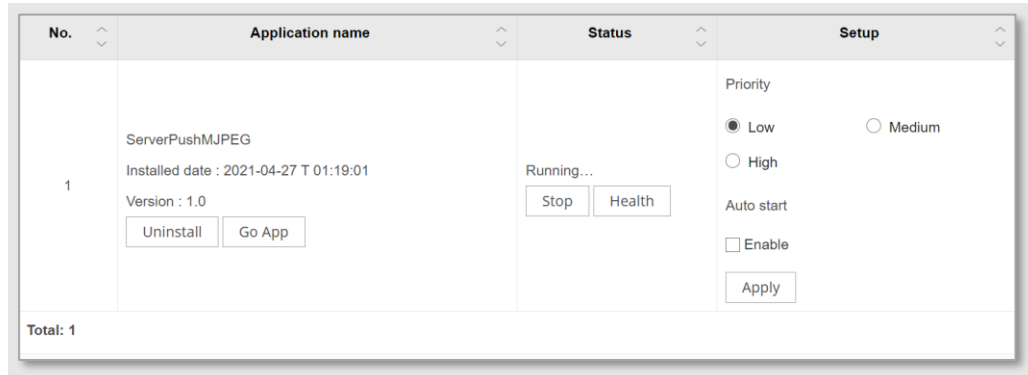 No.
Application name
Status
Setup
1
ServerPushMJPEG
Installed date : 2021-04-27 T 01:19:01
Version : 1.0
Uninstall
Go App
Running…
Stop
Health
Priority
Low
Medium
High
Auto start
Enable
Apply
Total: 1